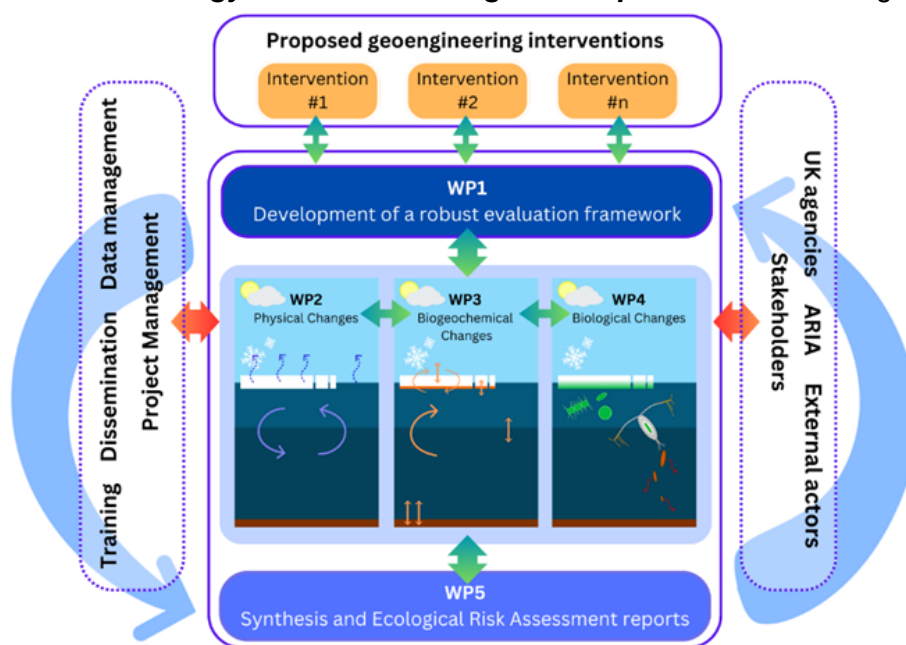 Proposed geoengineering interventions
Intervention
#1
Intervention
#2
Intervention
#n
Training Dissemination Data management
Project Management
WP1
Development of a robust evaluation framework
WP2
Physical Changes
WP3
Biogeochemical
Changes
WP4
Biological Changes
UK agencies ARIA External actors
Stakeholders
WP5
Synthesis and Ecological Risk Assessment reports